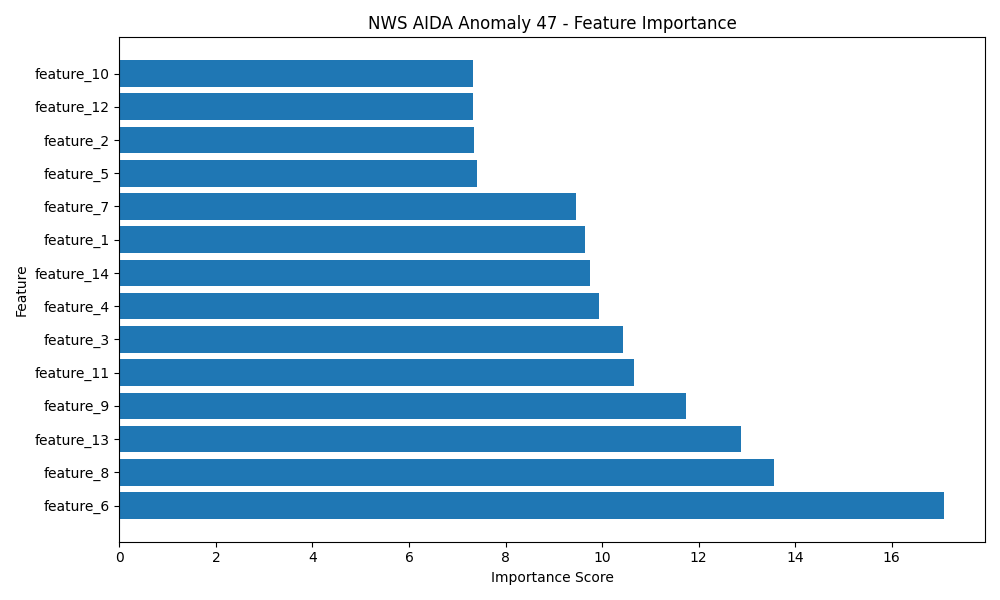 NWS AIDA Anomaly 47 - Feature Importance
Feature
feature_10
feature_12
feature_2
feature_5
feature_7
feature_1
feature_14
feature_4
feature_3
feature_11
feature_9
feature_13
feature_8
feature_6
0 2 4 6 8 10 12 14 16
Importance Score